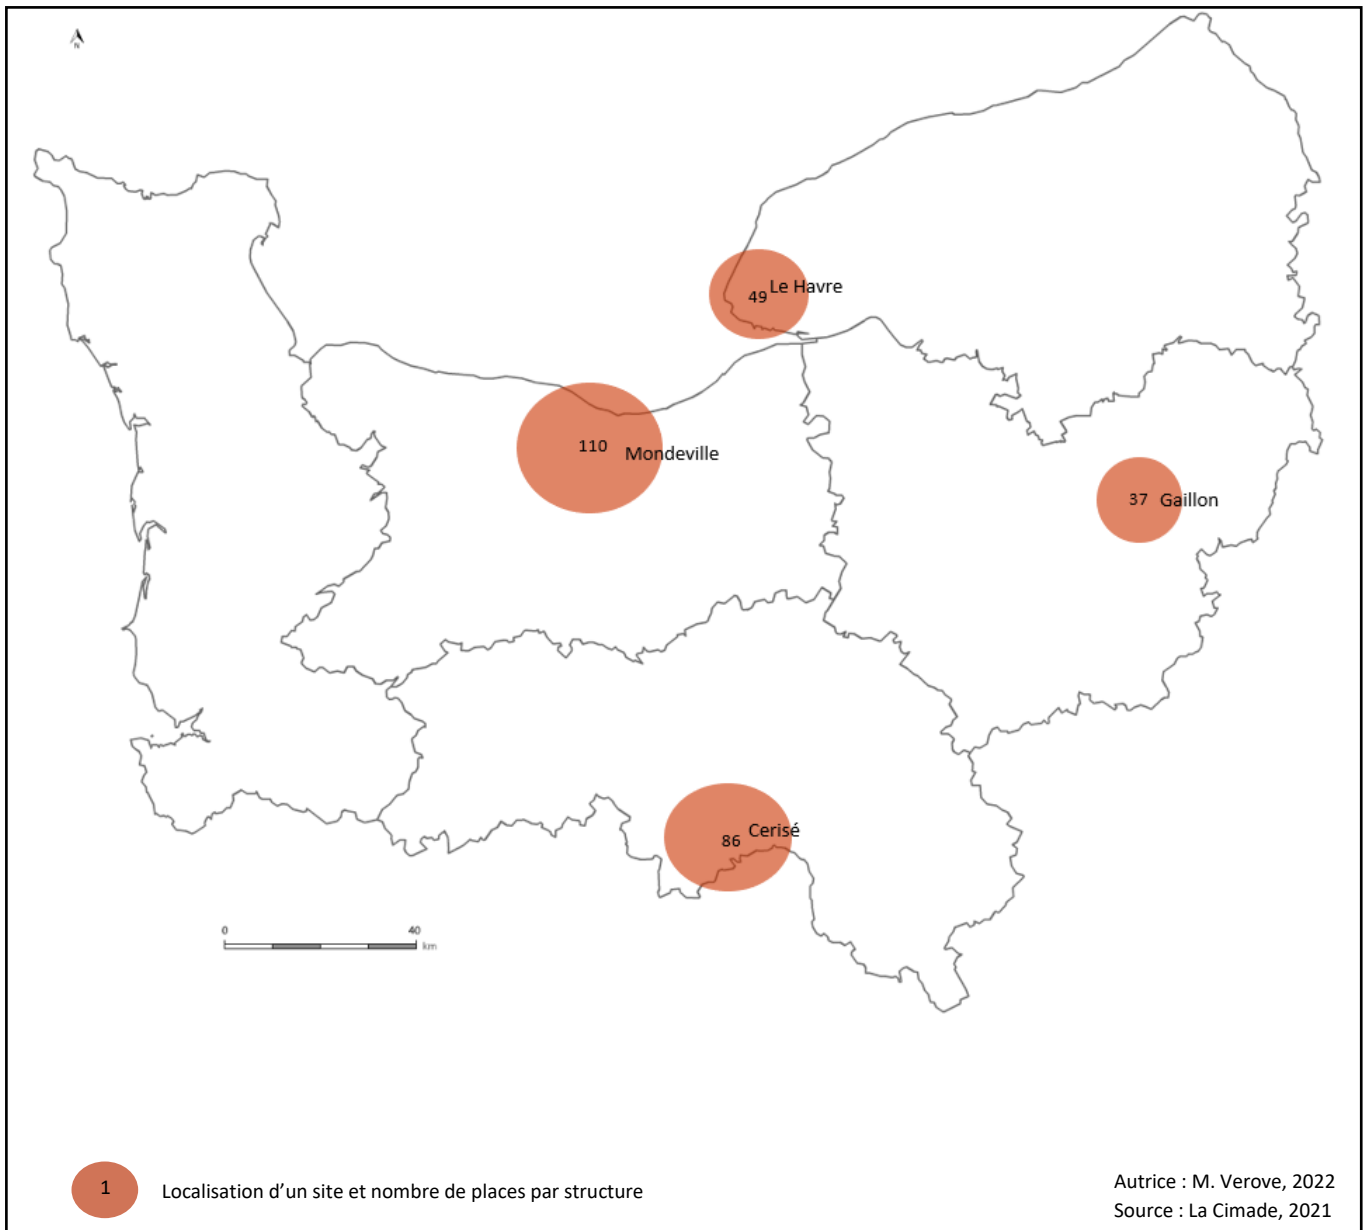 N
49 Le Havre
110 Mondeville
37 Gaillon
86 Cerisé
0 40
km
1 Localisation d’un site et nombre de places par structure
Autrice : M. Verove, 2022
Source : La Cimade, 2021